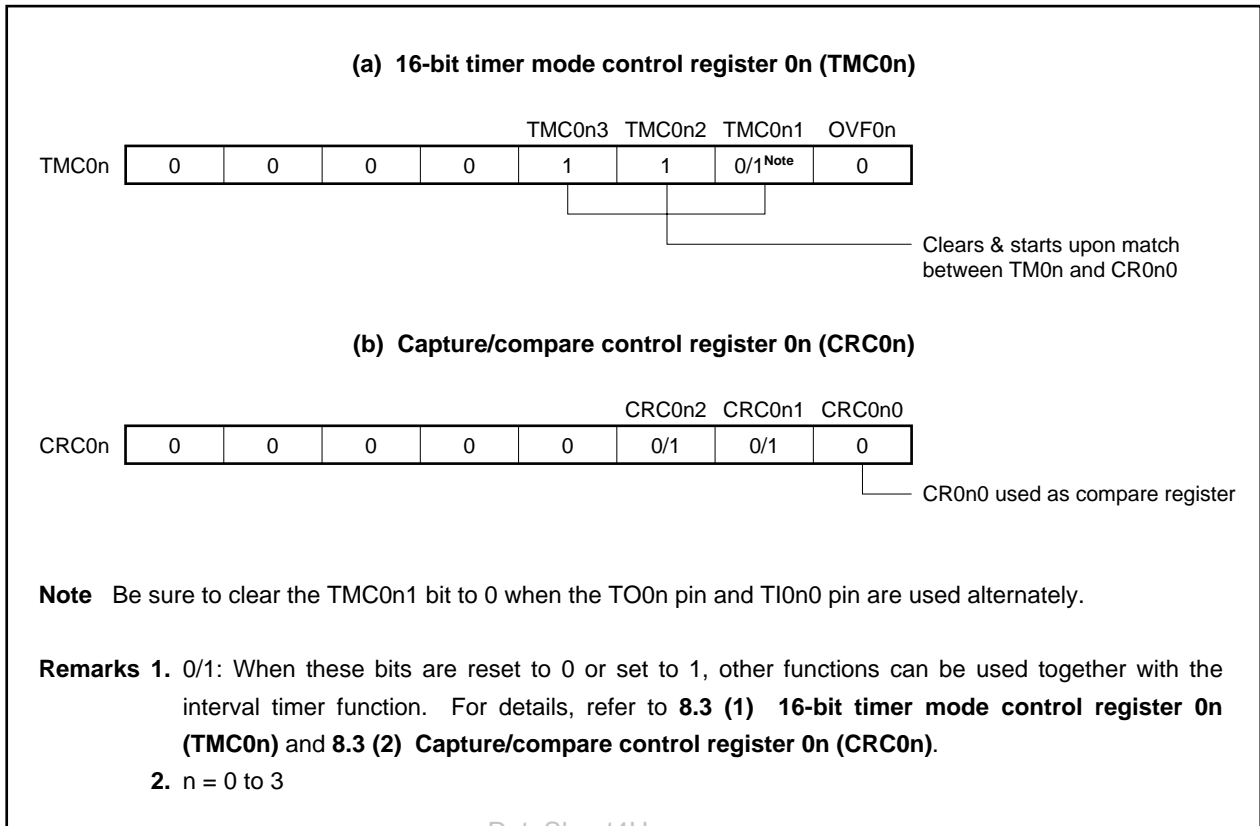 (a) 16-bit timer mode control register 0n (TMC0n)
TMC0n3 TMC0n2 TMC0n1 OVF0n
TMC0n 0 0 0 0 1 1 0/1Note 0
Clears & starts upon match
between TM0n and CR0n0
(b) Capture/compare control register 0n (CRC0n)
CRC0n2 CRC0n1 CRC0n0
CRC0n 0 0 0 0 0 0/1 0/1 0
CR0n0 used as compare register
Note Be sure to clear the TMC0n1 bit to 0 when the TO0n pin and TI0n0 pin are used alternately.
Remarks 1. 0/1: When these bits are reset to 0 or set to 1, other functions can be used together with the
interval timer function. For details, refer to 8.3 (1) 16-bit timer mode control register 0n
(TMC0n) and 8.3 (2) Capture/compare control register 0n (CRC0n).
2. n = 0 to 3